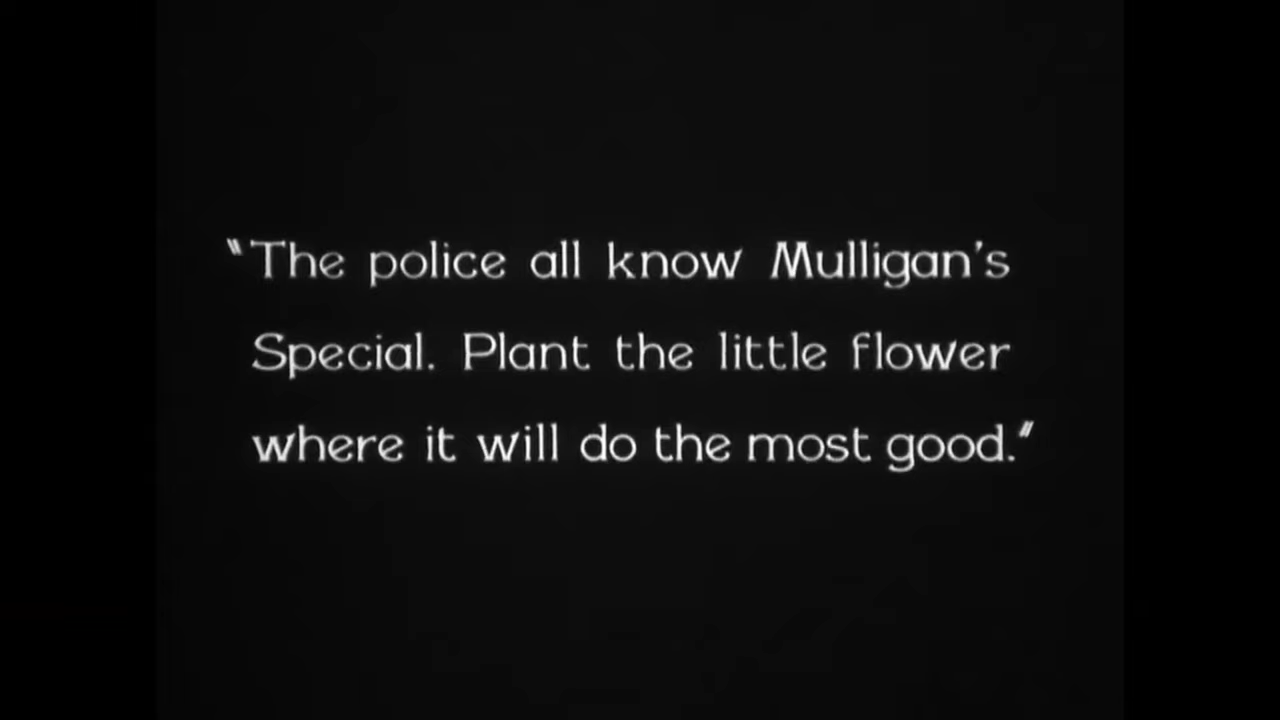 "The police all know Mulligan's
Special. Plant the little flower
where it will do the most good."